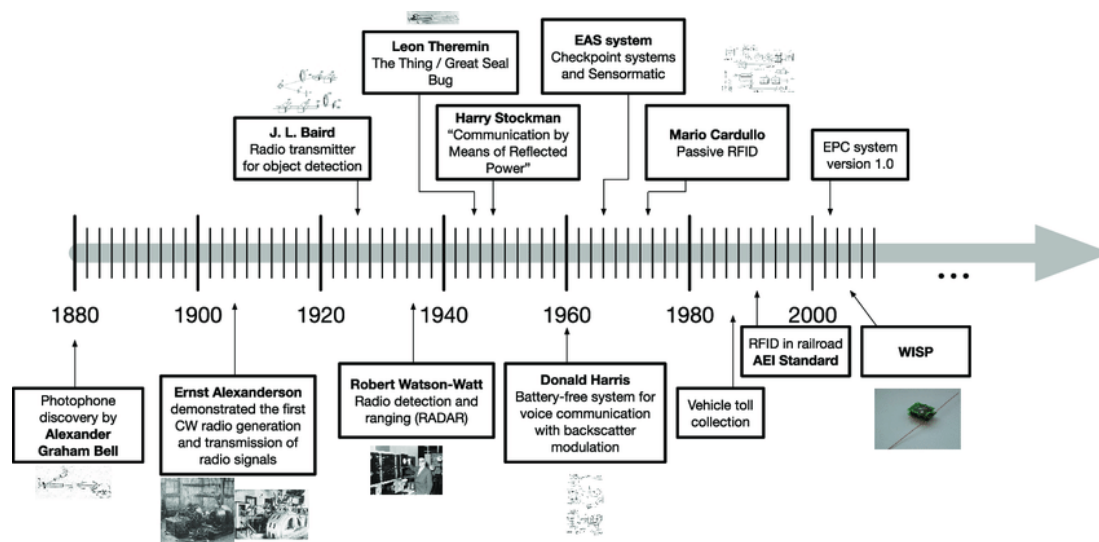 Leon Theremin
The Thing / Great Seal
Bug
EAS system
Checkpoint systems
and Sensormatic
J. L. Baird
Radio transmitter
for object detection
Harry Stockman
“Communication by
Means of Reflected
Power”
Mario Cardullo
Passive RFID
EPC system
version 1.0
1880
1900
1920
1940
1960
1980
2000
...
Photophone
discovery by
Alexander
Graham Bell
Ernst Alexanderson
demonstrated the first
CW radio generation
and transmission of
radio signals
Robert Watson-Watt
Radio detection and
ranging (RADAR)
Donald Harris
Battery-free system for
voice communication
with backscatter
modulation
Vehicle toll
collection
RFID in railroad
AEI Standard
WISP